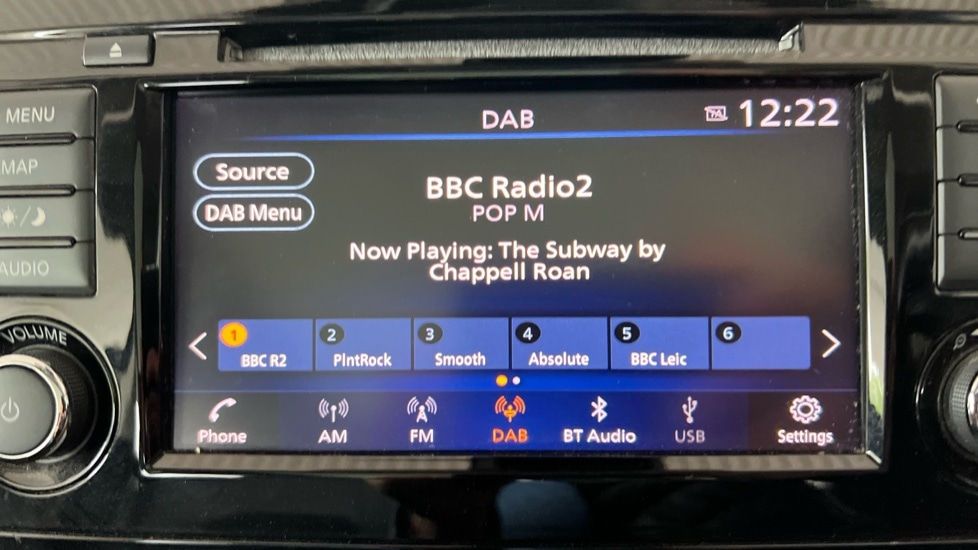 MENU
MAP
AUDIO
VOLUME
DAB
TA
12:22
Source
DAB Menu
BBC Radio2
POP M
Now Playing: The Subway by
Chappell Roan
1 2 3 4 5 6
BBC R2 PlntRock Smooth Absolute BBC Leic
Phone AM FM DAB BT Audio USB Settings